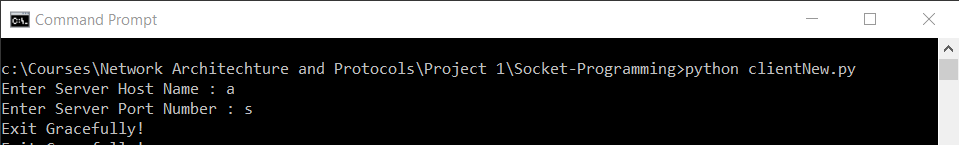 Command Prompt
c:\Courses\Network Architechture and Protocols\Project 1\Socket-Programming>python clientNew.py
Enter Server Host Name : a
Enter Server Port Number : s
Exit Gracefully!